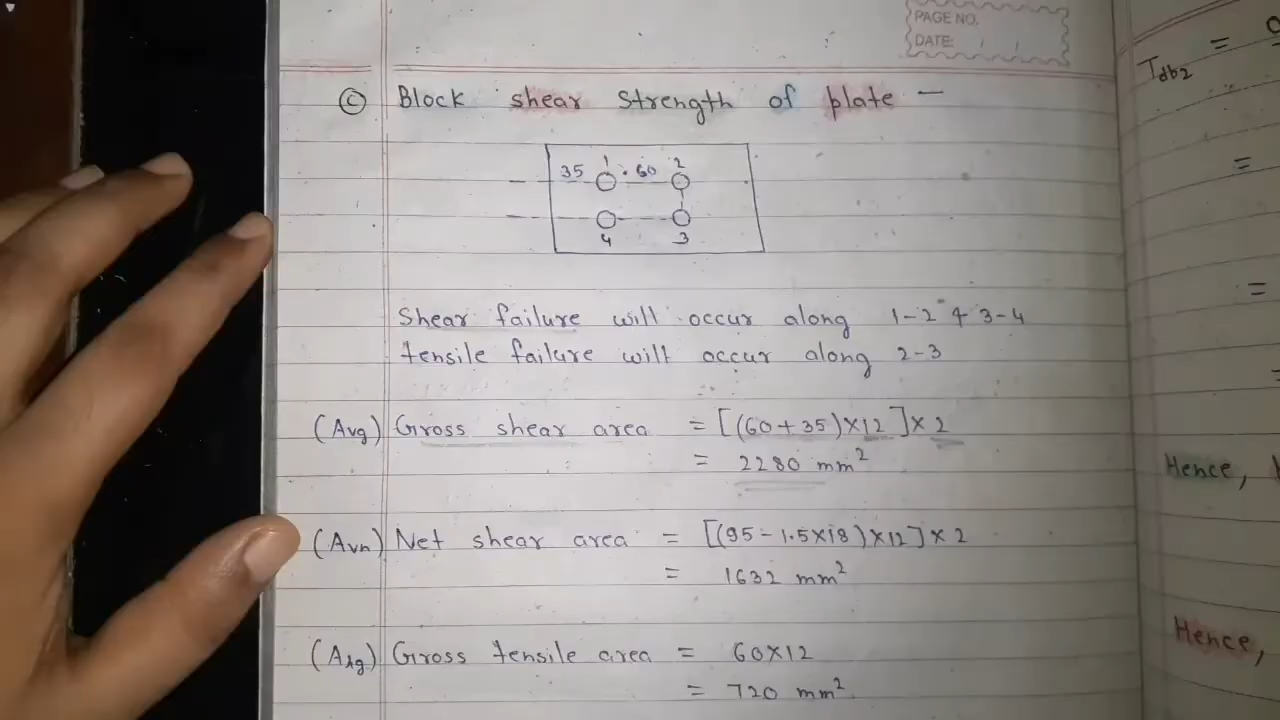 PAGE NO.
DATE: / /
Ⓒ Block shear strength of plate —
35 1 60 2
4 3
Shear failure will occur along 1-2 & 3-4
tensile failure will occur along 2-3
(Avg) Gross shear area = [(60+35)×12]×2
= 2280 mm²
(Avn) Net shear area = [(95-1.5×18)×12]×2
= 1632 mm²
(Atg) Gross tensile area = 60×12
= 720 mm²
Tdb2 =
=
=
=
Hence,
Hence,